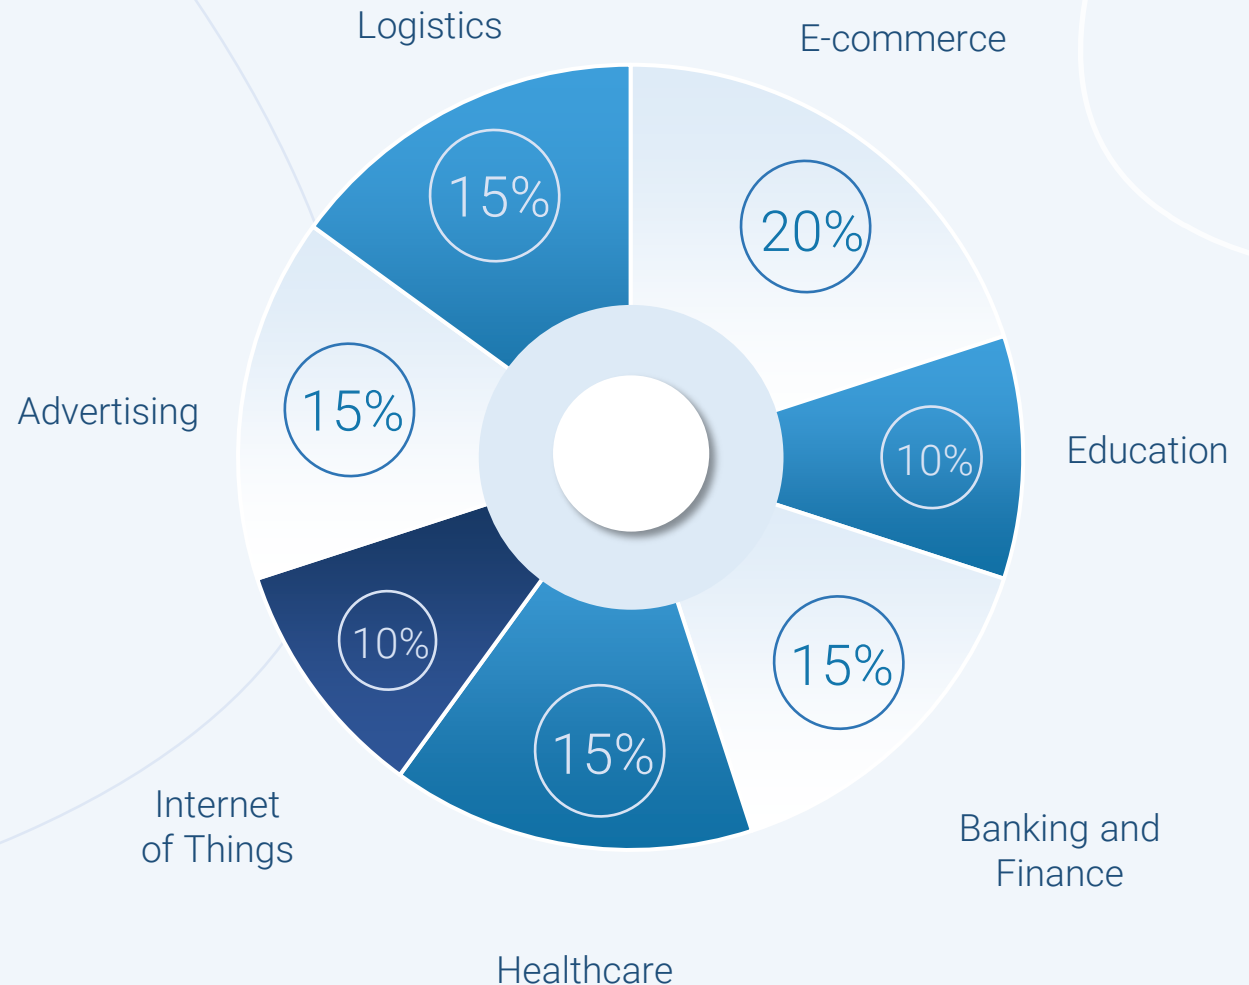 Logistics
E-commerce
15%
20%
Advertising
15%
Education
10%
10%
15%
15%
Internet
of Things
Banking and
Finance
Healthcare